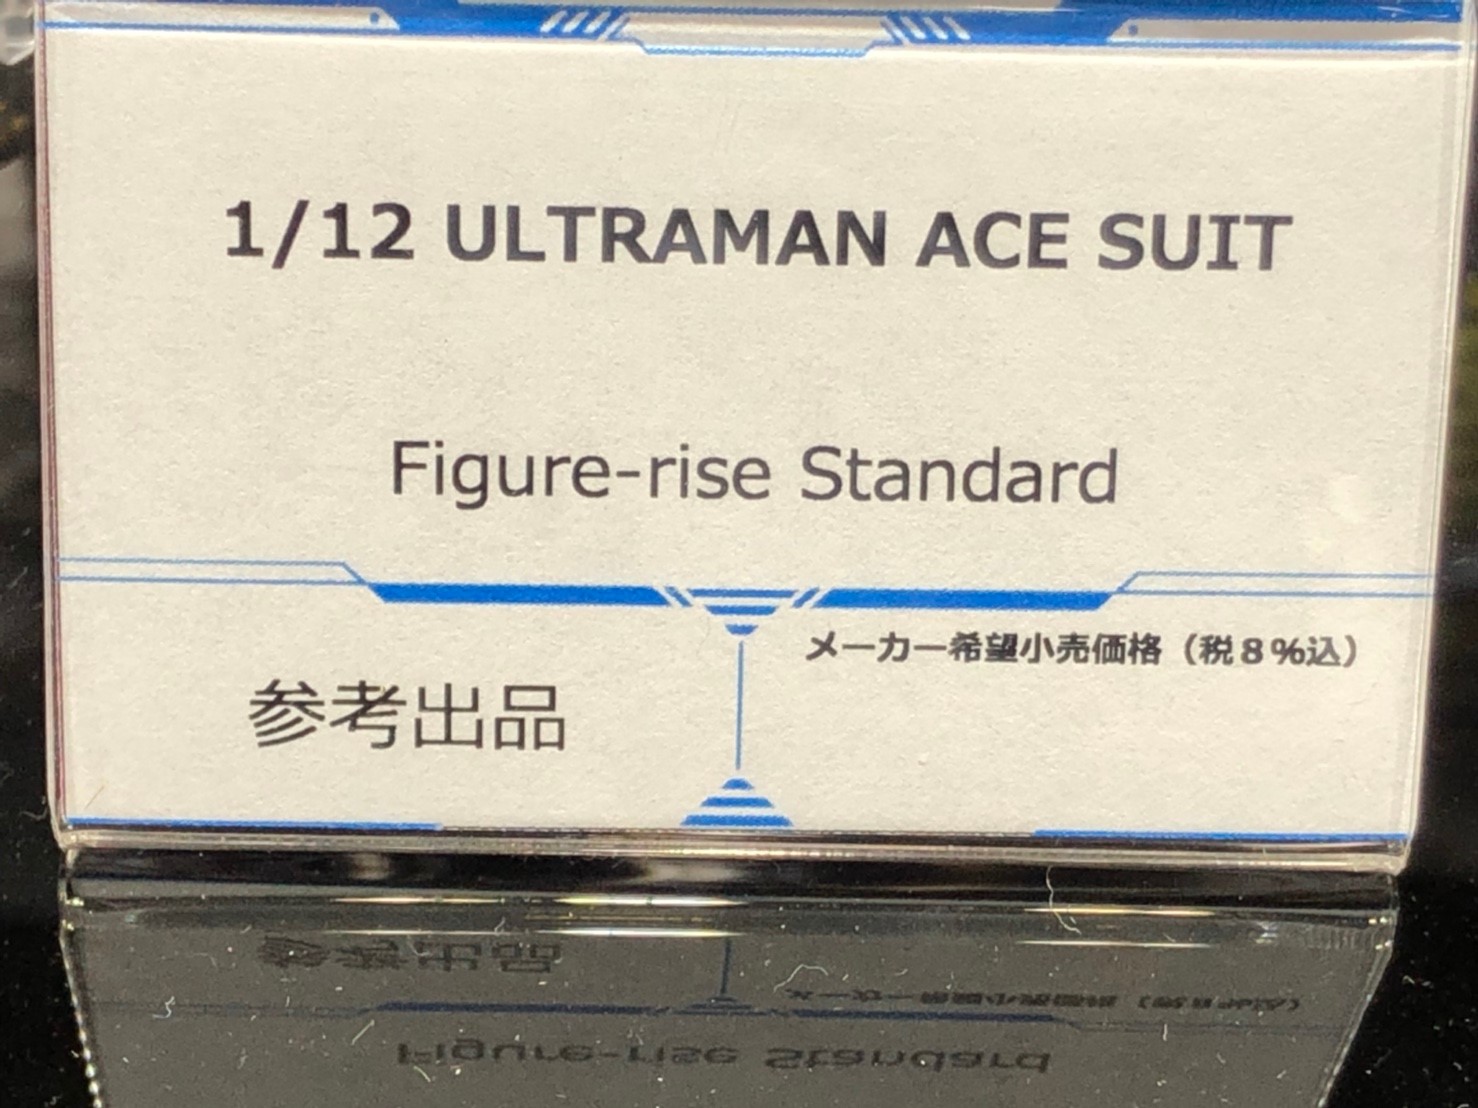 1/12 ULTRAMAN ACE SUIT
Figure-rise Standard
メーカー希望小売価格（税８%込）
参考出品